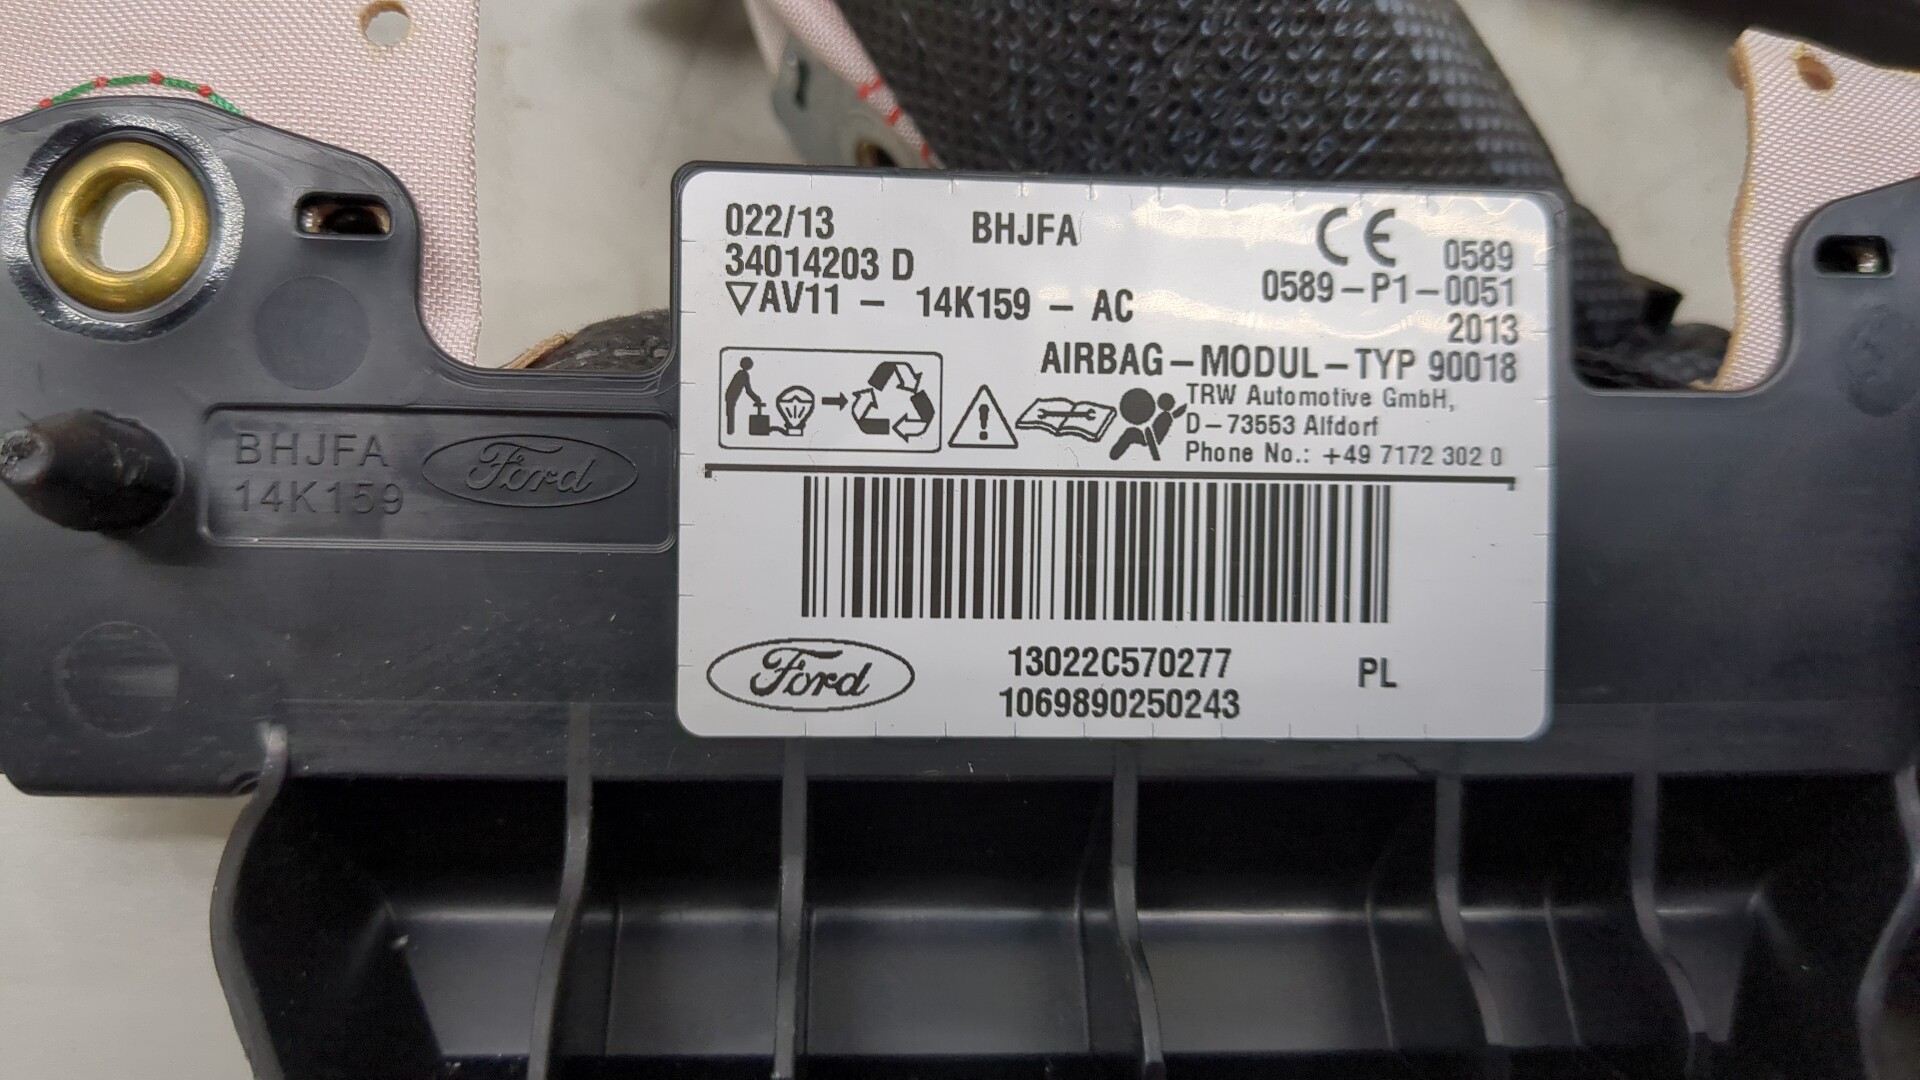 022/13 BHJFA CE 0589
34014203 D 0589-P1-0051
▽AV11 - 14K159 - AC 2013
AIRBAG-MODUL-TYP 90018
TRW Automotive GmbH,
D-73553 Alfdorf
Phone No.: +49 7172 302 0
BHJFA
14K159
Ford
Ford
13022C570277 PL
1069890250243